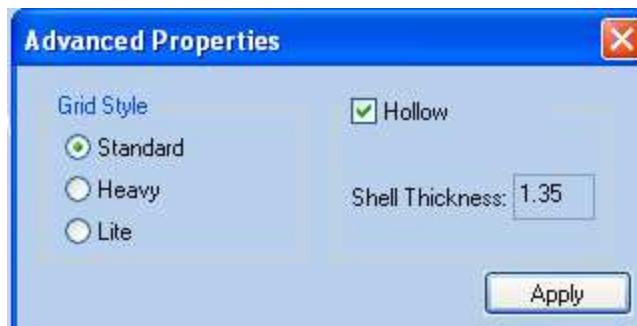 Advanced Properties
Grid Style
Standard
Heavy
Lite
Hollow
Shell Thickness: 1.35
Apply